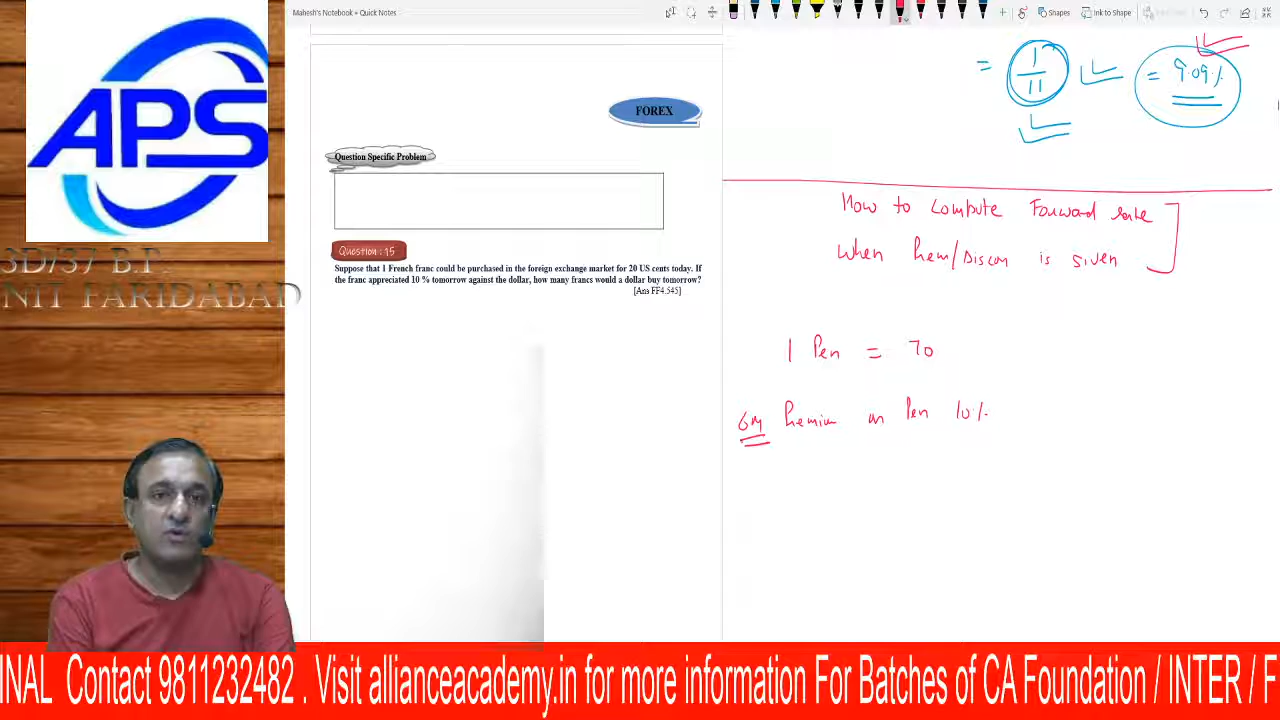 Mahesh's Notebook » Quick Notes
Shapes
Ink to Shape
APS
3D/37 B.P.
NIT FARIDABAD
FOREX
Question Specific Problem
Question : 15
Suppose that 1 French franc could be purchased in the foreign exchange market for 20 US cents today. If
the franc appreciated 10 % tomorrow against the dollar, how many francs would a dollar buy tomorrow?
[Ans FF4.545]
= 1/11 = 9.09%
How to compute Forward rate
when Prem/Discon is given
1 Pen = 70
6M Premium on Pen 10%
INAL Contact 9811232482 . Visit allianceacademy.in for more information For Batches of CA Foundation / INTER / F